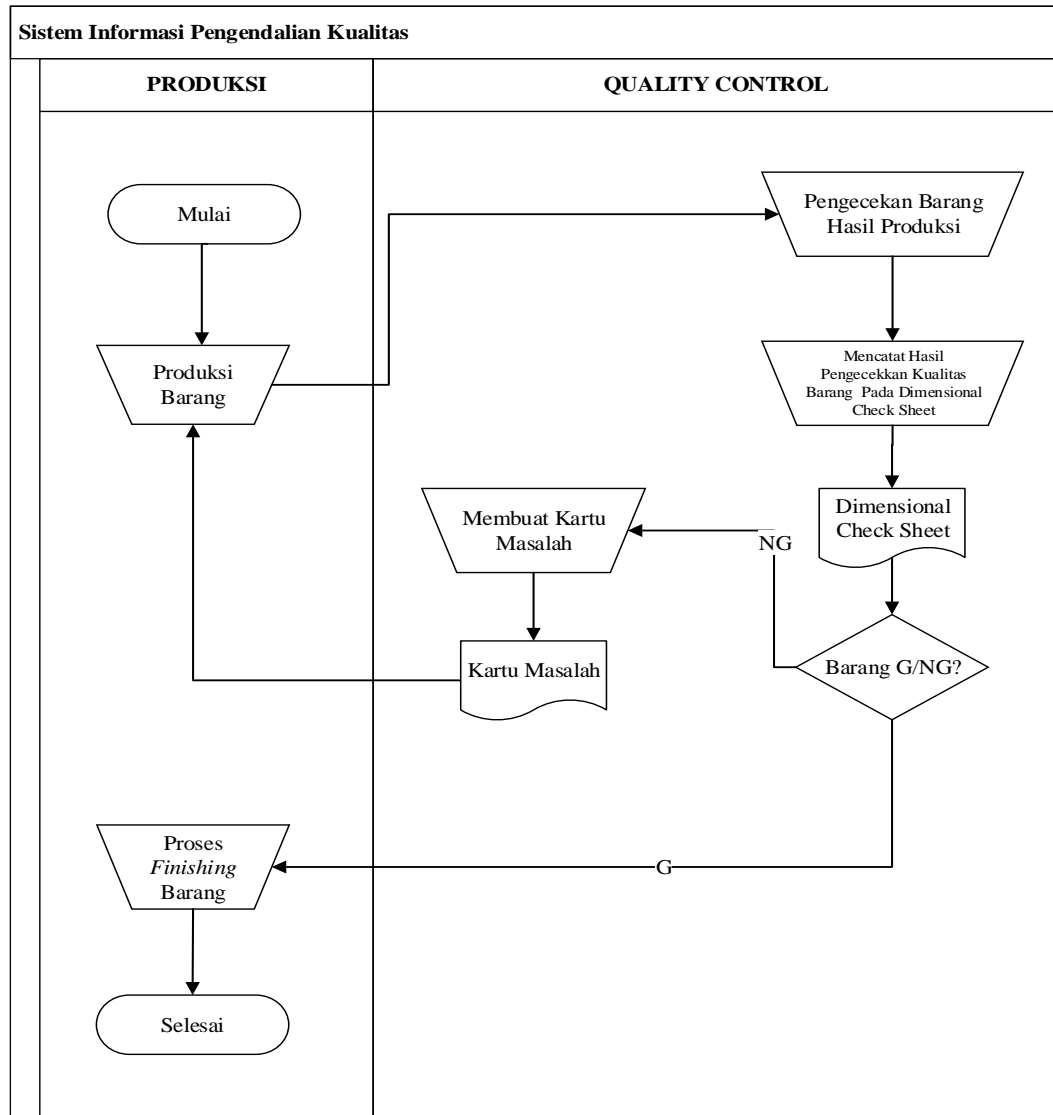 Sistem Informasi Pengendalian Kualitas
PRODUKSI
QUALITY CONTROL
Mulai
Pengecekan Barang
Hasil Produksi
Produksi
Barang
Mencatat Hasil
Pengecekkan Kualitas
Barang Pada Dimensional
Check Sheet
Membuat Kartu
Masalah
NG
Dimensional
Check Sheet
Kartu Masalah
Barang G/NG?
Proses
Finishing
Barang
G
Selesai